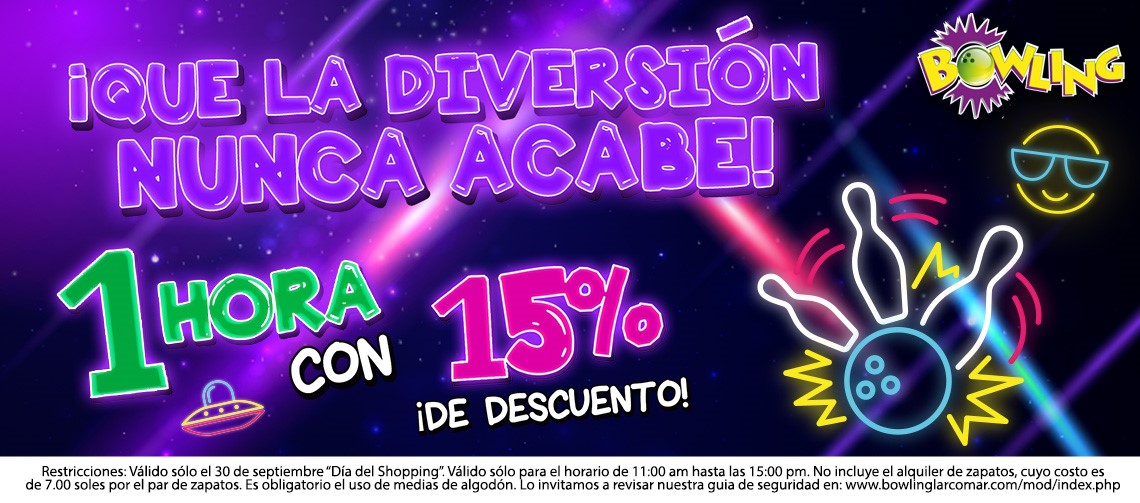 ¡QUE LA DIVERSIÓN
NUNCA ACABE!
BOWLING
1 HORA
CON
15%
¡DE DESCUENTO!
Restricciones: Válido sólo el 30 de septiembre “Día del Shopping”. Válido sólo para el horario de 11:00 am hasta las 15:00 pm. No incluye el alquiler de zapatos, cuyo costo es
de 7.00 soles por el par de zapatos. Es obligatorio el uso de medias de algodón. Lo invitamos a revisar nuestra guia de seguridad en: www.bowlinglarcomar.com/mod/index.php